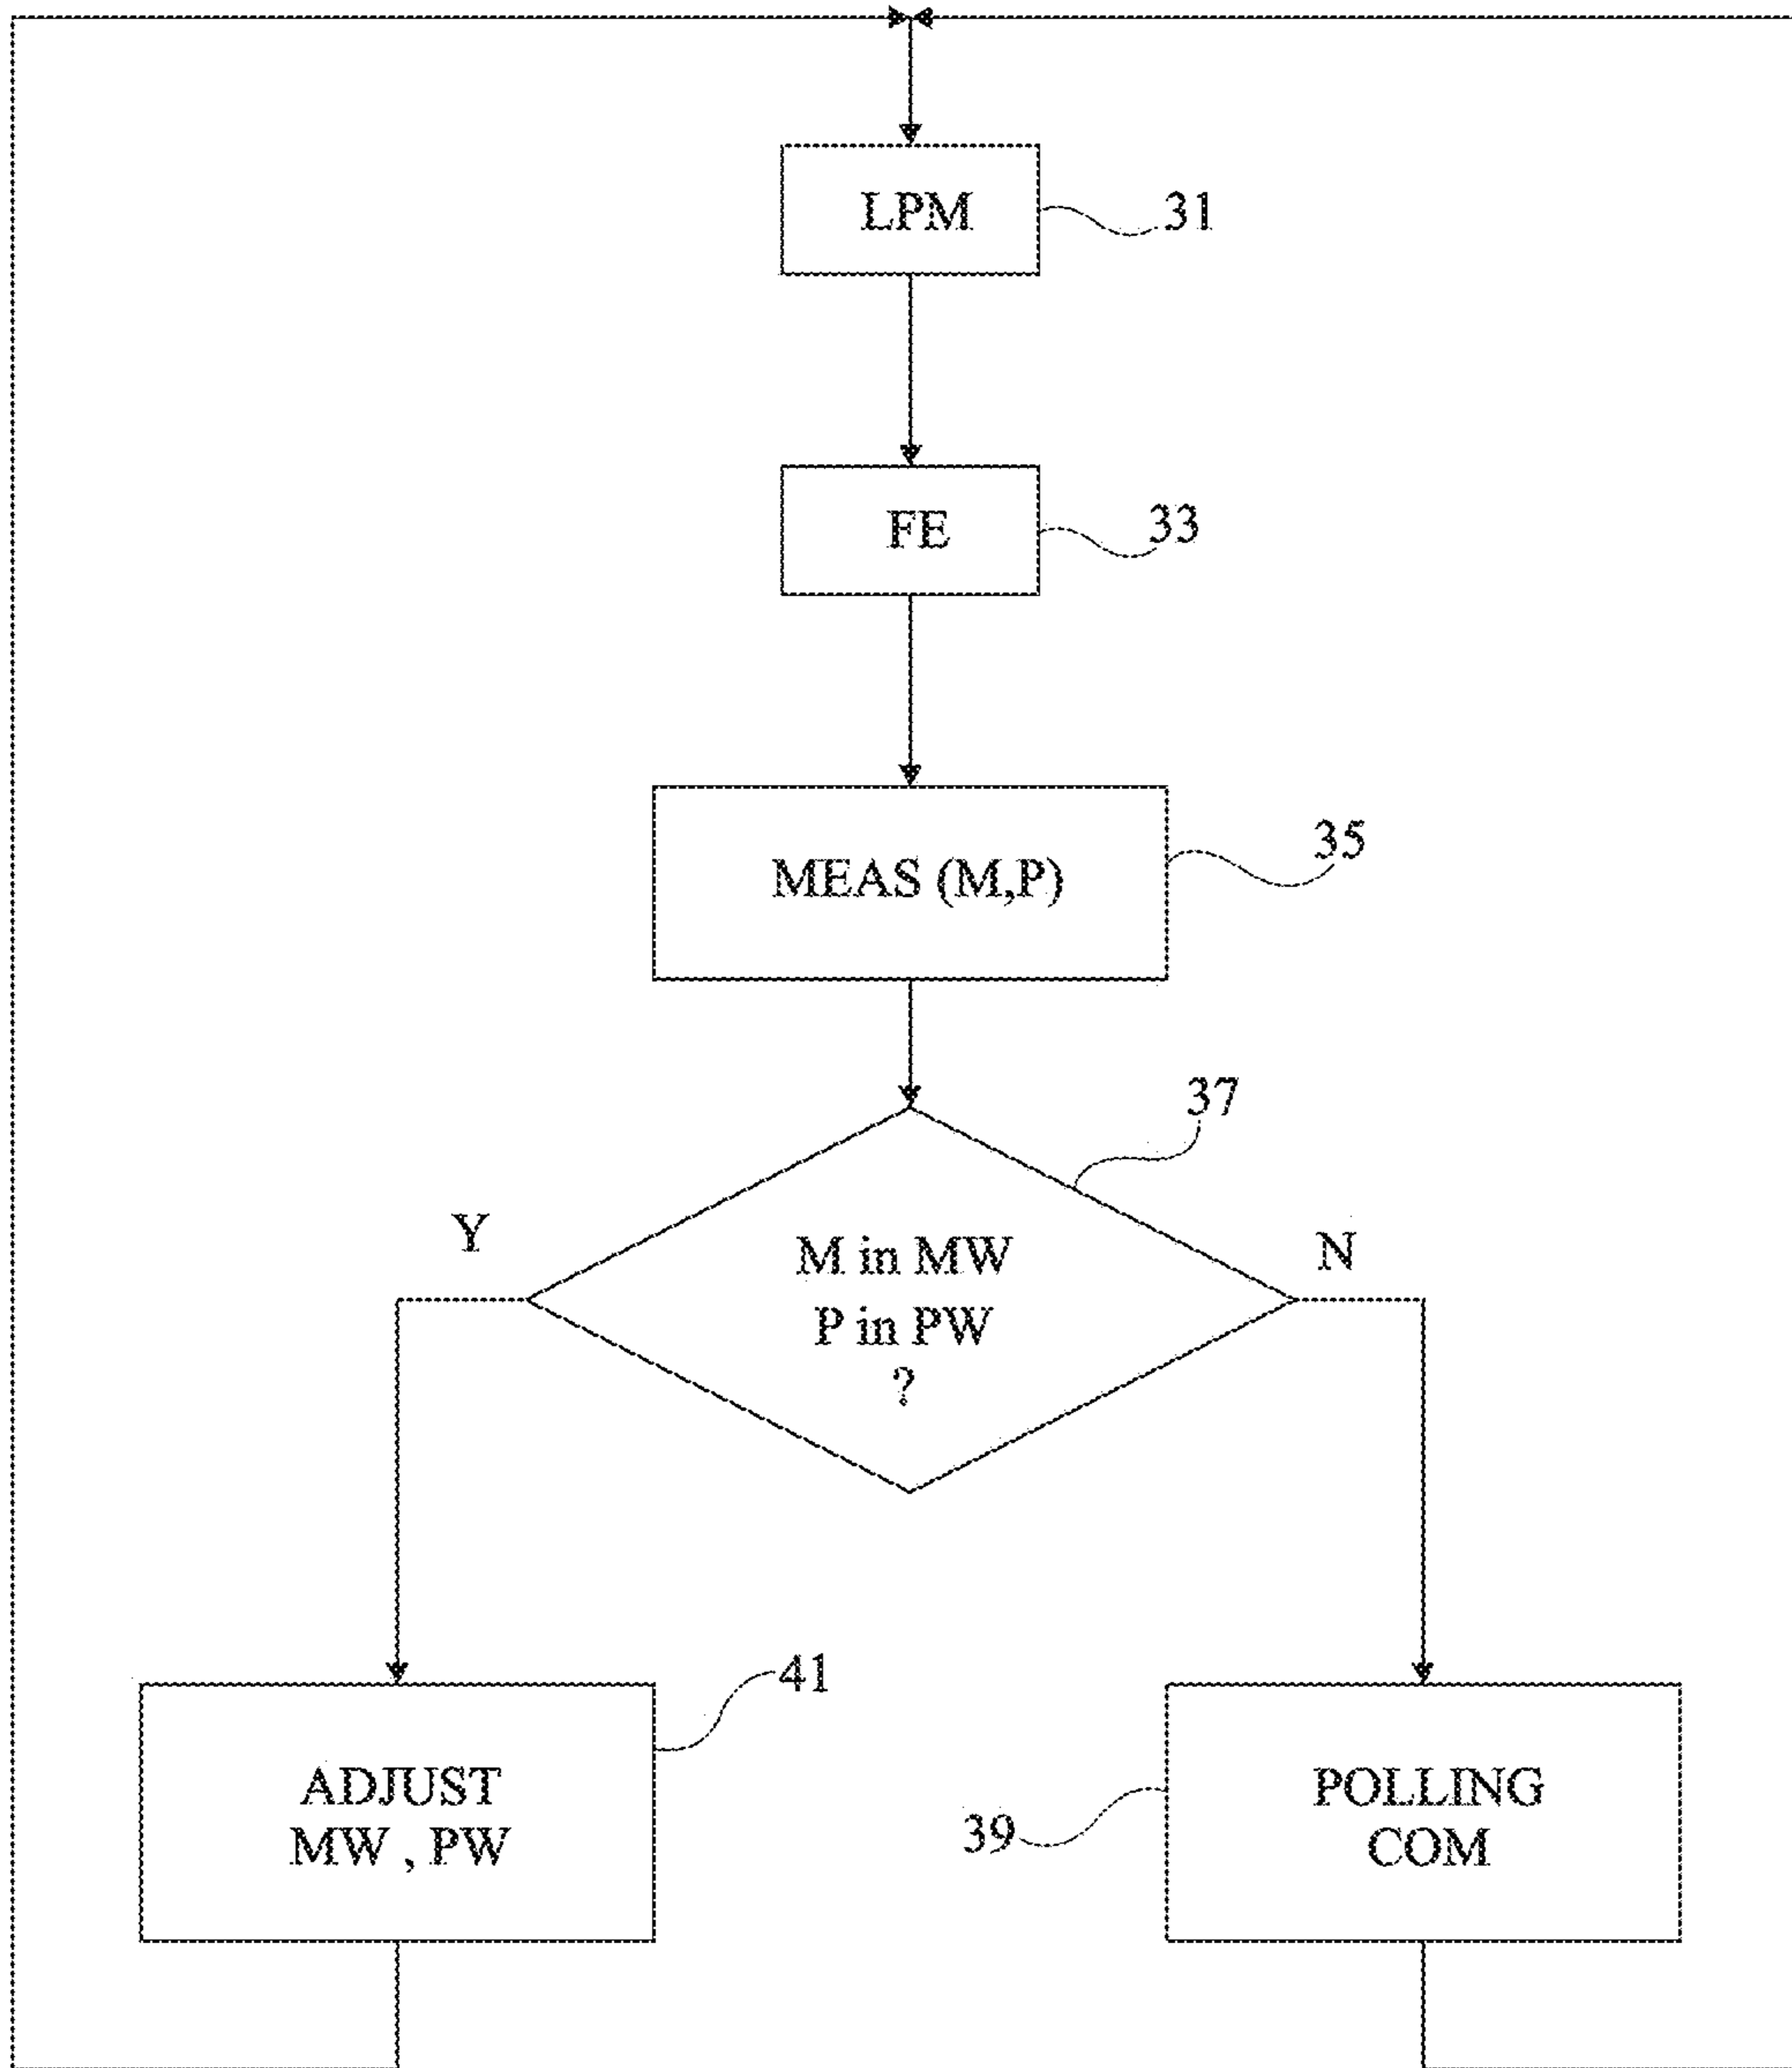 LPM
31
FE
33
MEAS (M,P)
35
37
Y
M in MW
P in PW
?
N
ADJUST
MW , PW
41
POLLING
COM
39